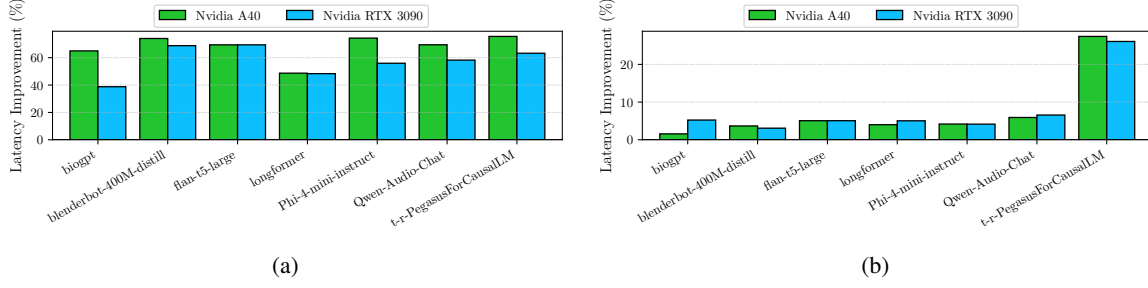 Nvidia A40
Nvidia RTX 3090
Latency Improvement (%)
60
40
20
0
biogpt
blenderbot-400M-distill
flan-t5-large
longformer
Phi-4-mini-instruct
Qwen-Audio-Chat
t-r-PegasusForCausalLM
(a)
Nvidia A40
Nvidia RTX 3090
Latency Improvement (%)
20
10
0
biogpt
blenderbot-400M-distill
flan-t5-large
longformer
Phi-4-mini-instruct
Qwen-Audio-Chat
t-r-PegasusForCausalLM
(b)